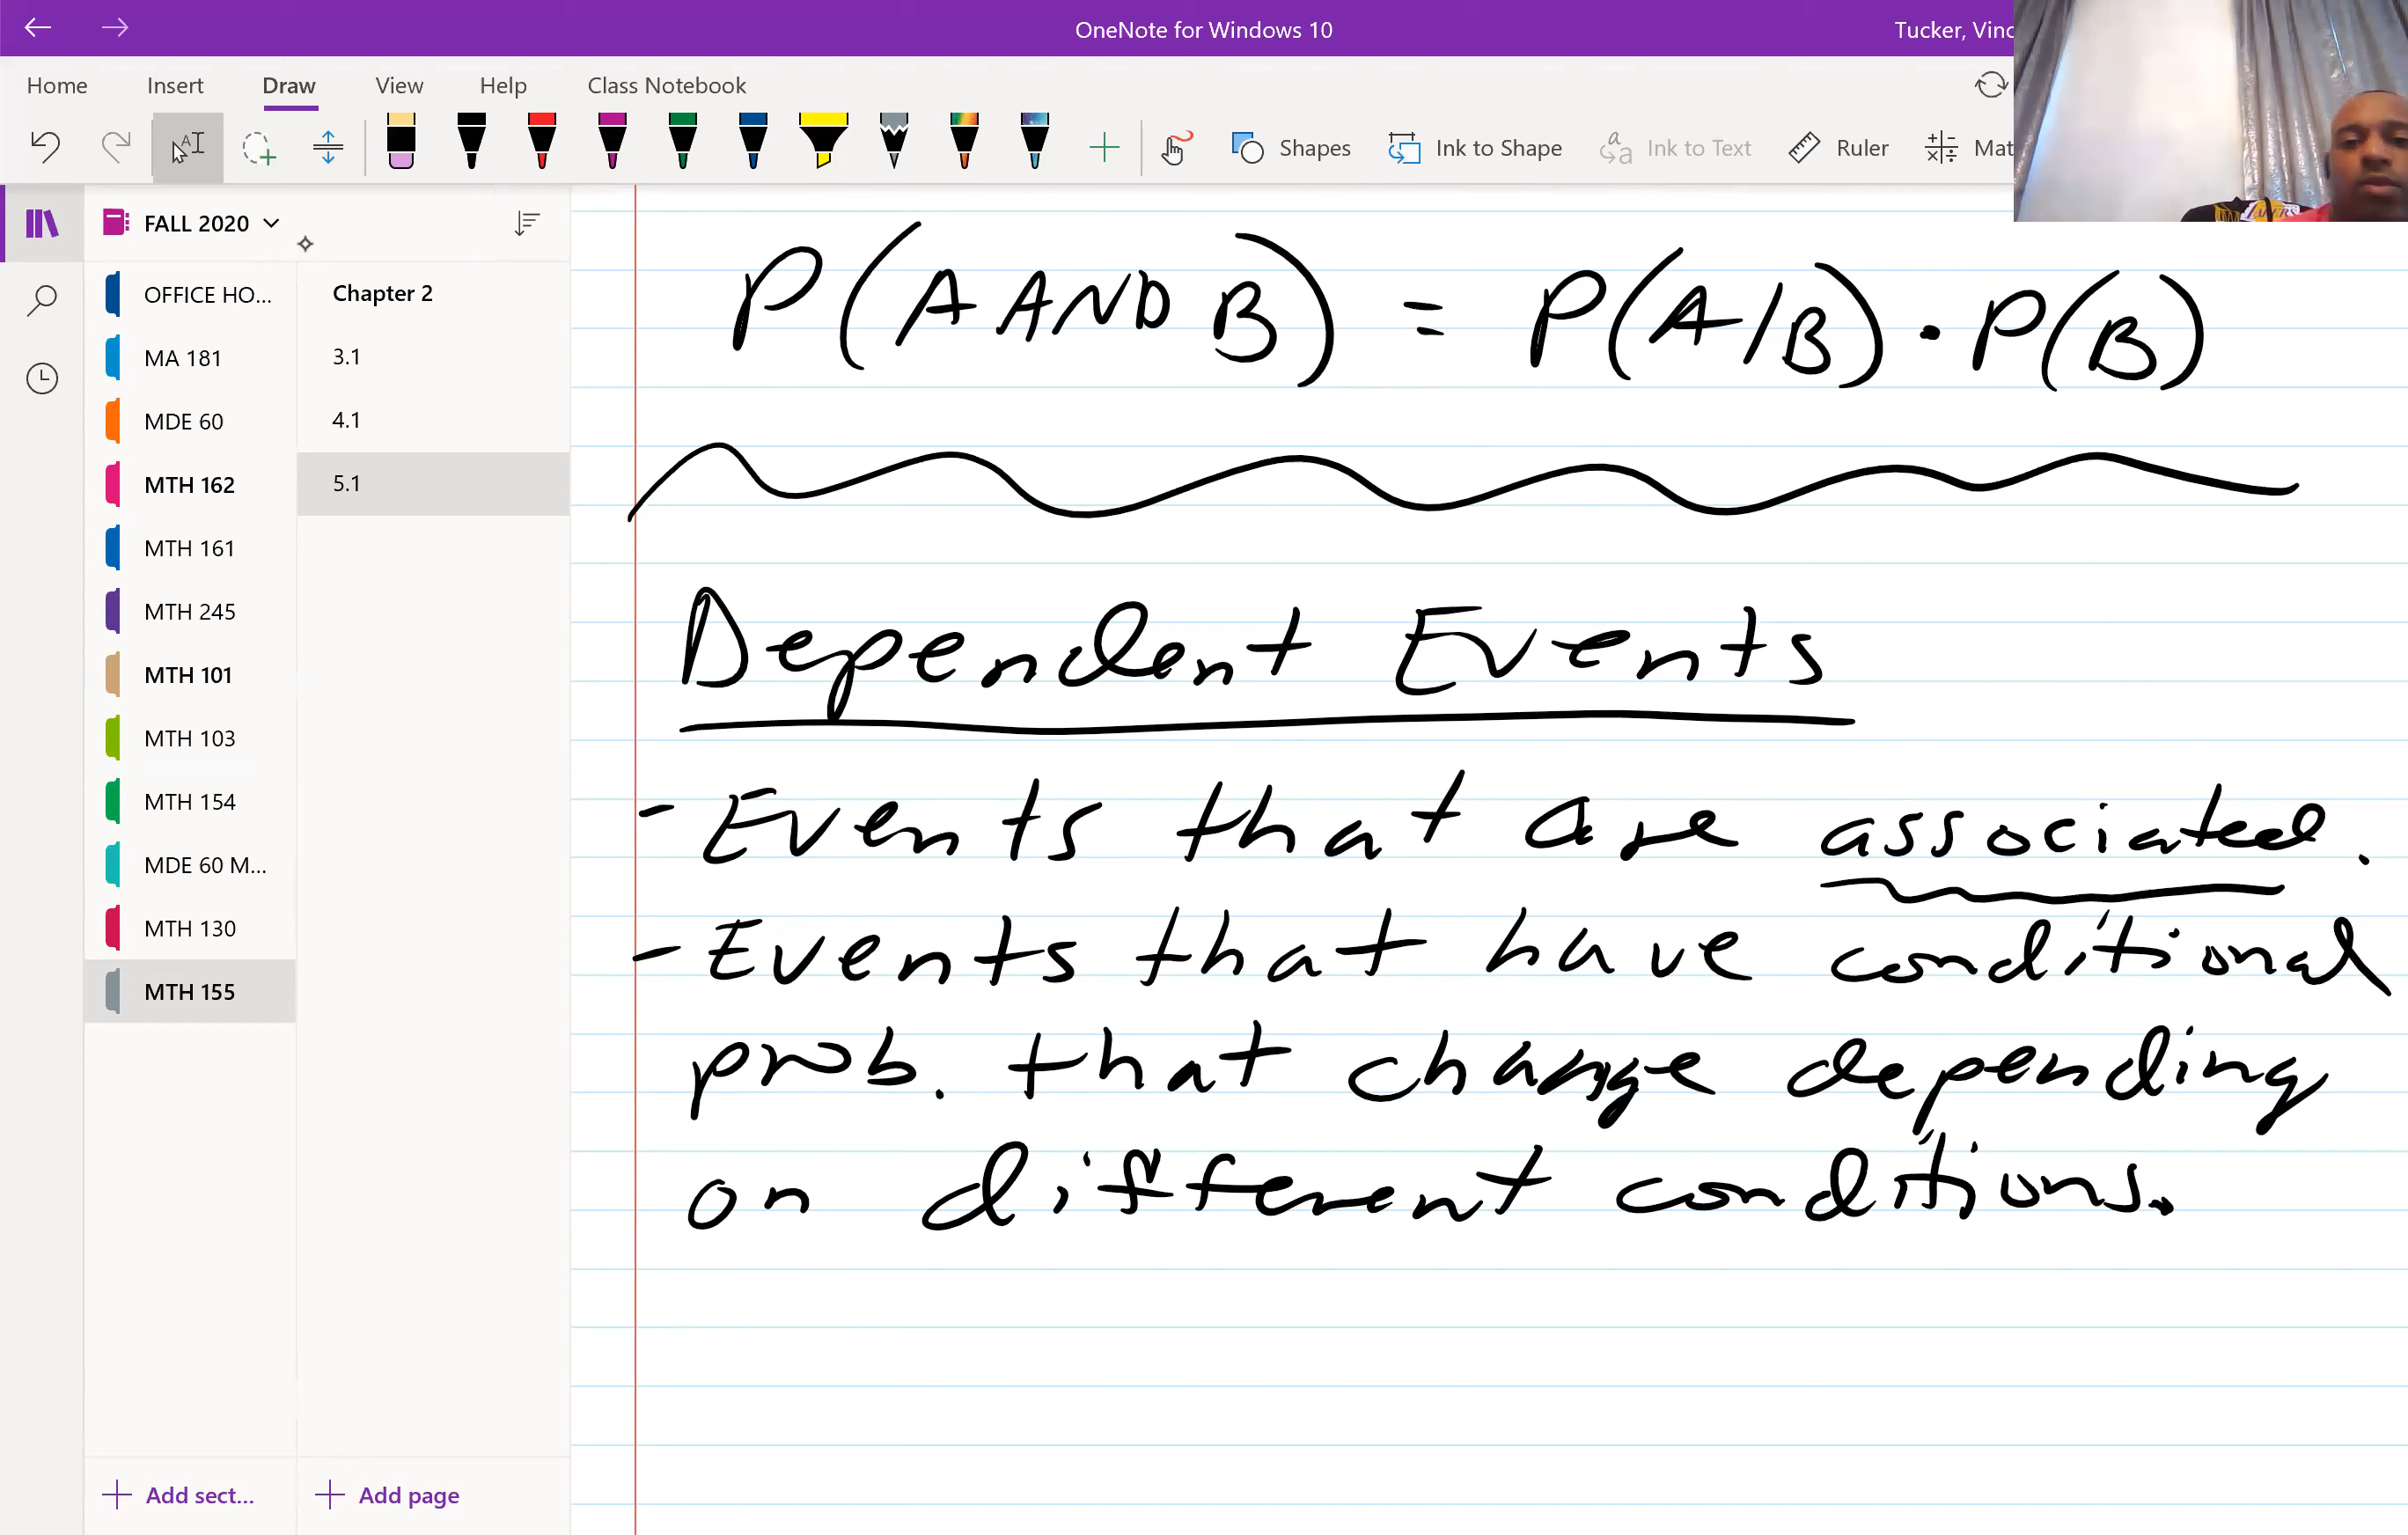 OneNote for Windows 10
Tucker, Vinc
Home Insert Draw View Help Class Notebook
Shapes Ink to Shape Ink to Text Ruler Mat
FALL 2020
OFFICE HO...
MA 181
MDE 60
MTH 162
MTH 161
MTH 245
MTH 101
MTH 103
MTH 154
MDE 60 M...
MTH 130
MTH 155
Add sect...
Chapter 2
3.1
4.1
5.1
Add page
P(A AND B) = P(A/B) · P(B)
Dependent Events
- Events that are associated.
- Events that have conditional
prob. that change depending
on different conditions.